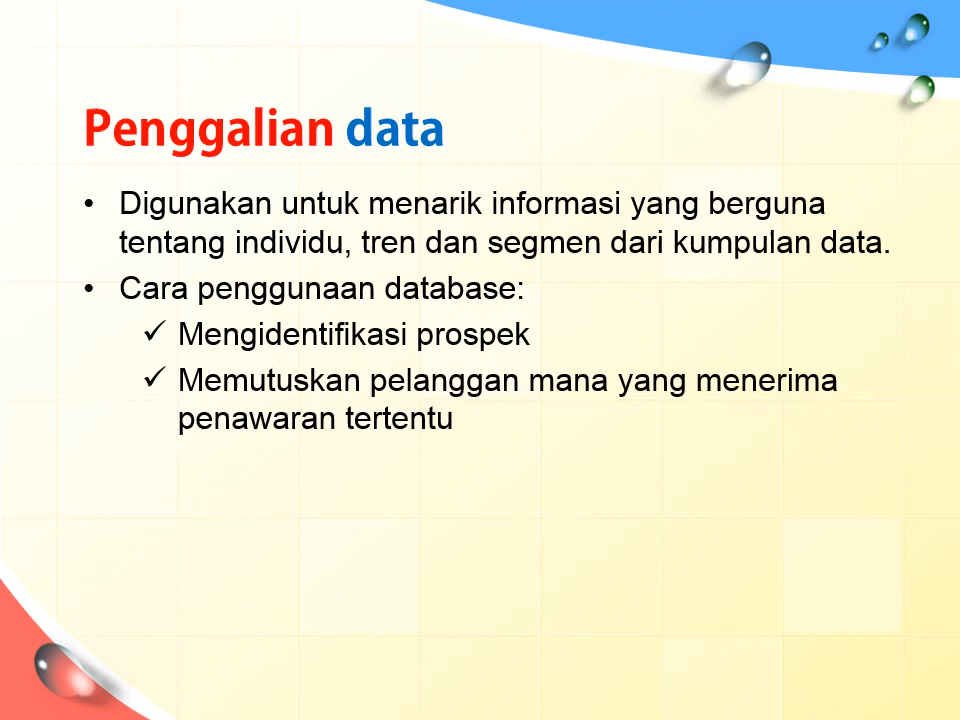 Penggalian data
• Digunakan untuk menarik informasi yang berguna
tentang individu, tren dan segmen dari kumpulan data.
• Cara penggunaan database:
✓ Mengidentifikasi prospek
✓ Memutuskan pelanggan mana yang menerima
penawaran tertentu